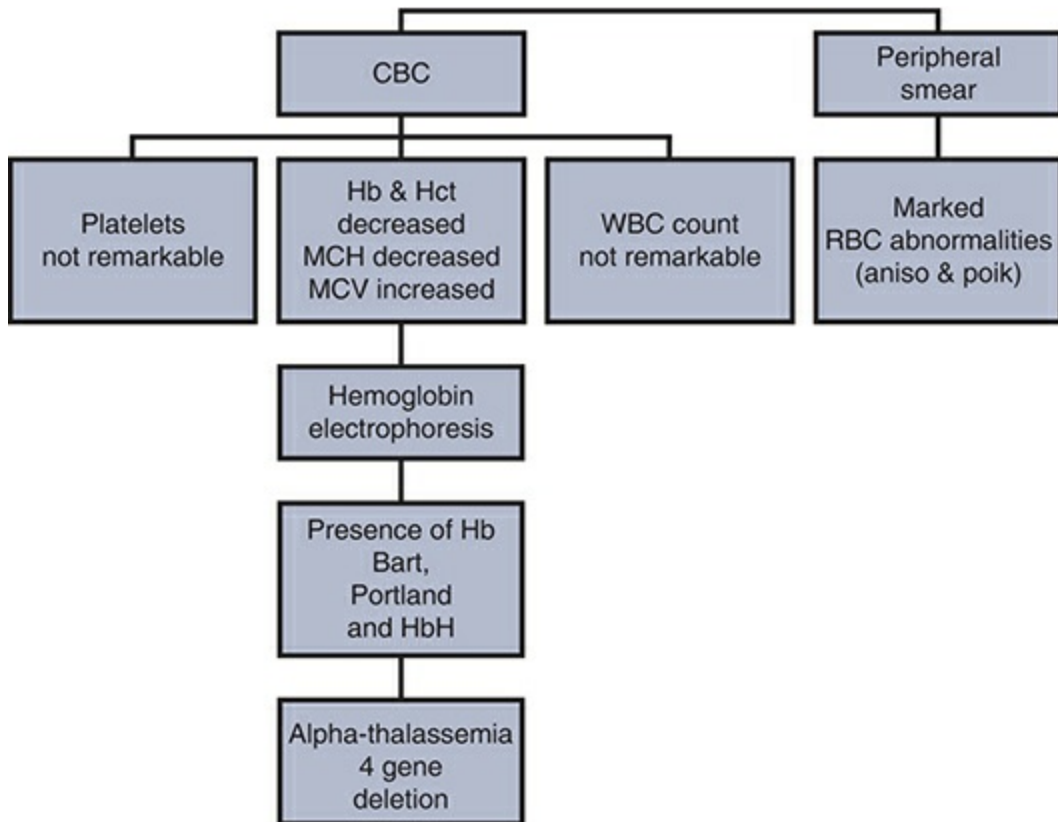 CBC
Peripheral
smear
Platelets
not remarkable
Hb & Hct
decreased
MCH decreased
MCV increased
WBC count
not remarkable
Marked
RBC abnormalities
(aniso & poik)
Hemoglobin
electrophoresis
Presence of Hb
Bart,
Portland
and HbH
Alpha-thalassemia
4 gene
deletion